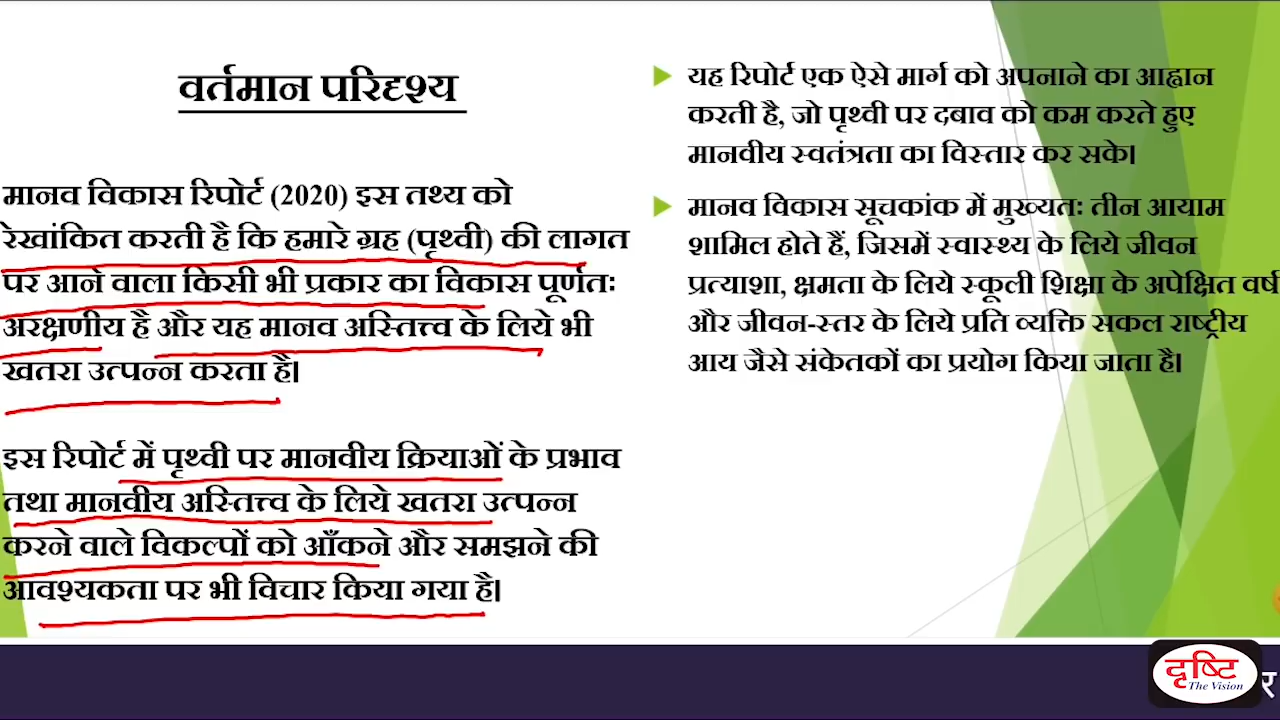 वर्तमान परिदृश्य
मानव विकास रिपोर्ट (2020) इस तथ्य को
रेखांकित करती है कि हमारे ग्रह (पृथ्वी) की लागत
पर आने वाला किसी भी प्रकार का विकास पूर्णतः
अरक्षणीय है और यह मानव अस्तित्त्व के लिये भी
खतरा उत्पन्न करता है।
इस रिपोर्ट में पृथ्वी पर मानवीय क्रियाओं के प्रभाव
तथा मानवीय अस्तित्त्व के लिये खतरा उत्पन्न
करने वाले विकल्पों को आँकने और समझने की
आवश्यकता पर भी विचार किया गया है।
यह रिपोर्ट एक ऐसे मार्ग को अपनाने का आह्वान
करती है, जो पृथ्वी पर दबाव को कम करते हुए
मानवीय स्वतंत्रता का विस्तार कर सके।
मानव विकास सूचकांक में मुख्यतः तीन आयाम
शामिल होते हैं, जिसमें स्वास्थ्य के लिये जीवन
प्रत्याशा, क्षमता के लिये स्कूली शिक्षा के अपेक्षित वर्ष
और जीवन-स्तर के लिये प्रति व्यक्ति सकल राष्ट्रीय
आय जैसे संकेतकों का प्रयोग किया जाता है।
दृष्टि
The Vision